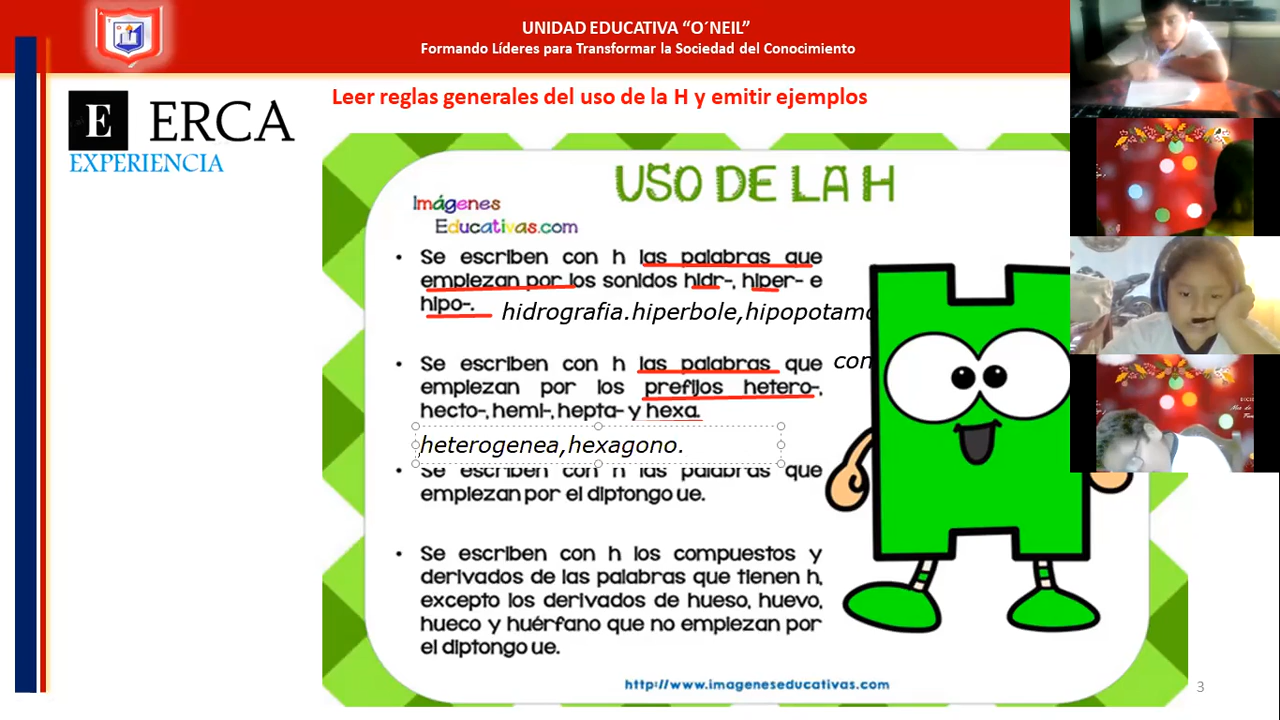 UNIDAD EDUCATIVA “O´NEIL”
Formando Líderes para Transformar la Sociedad del Conocimiento
E ERCA
EXPERIENCIA
Leer reglas generales del uso de la H y emitir ejemplos
USO DE LA H
Imágenes
Educativas.com
• Se escriben con h las palabras que
empiezan por los sonidos hidr-, hiper- e
hipo-.
hidrografia.hiperbole,hipopotamo
• Se escriben con h las palabras que
con
empiezan por los prefijos hetero-,
hecto-, hemi-, hepta- y hexa.
heterogenea,hexagono.
• Se escriben con h las palabras que
empiezan por el diptongo ue.
• Se escriben con h los compuestos y
derivados de las palabras que tienen h,
excepto los derivados de hueso, huevo,
hueco y huérfano que no empiezan por
el diptongo ue.
http://www.imageneseducativas.com
3